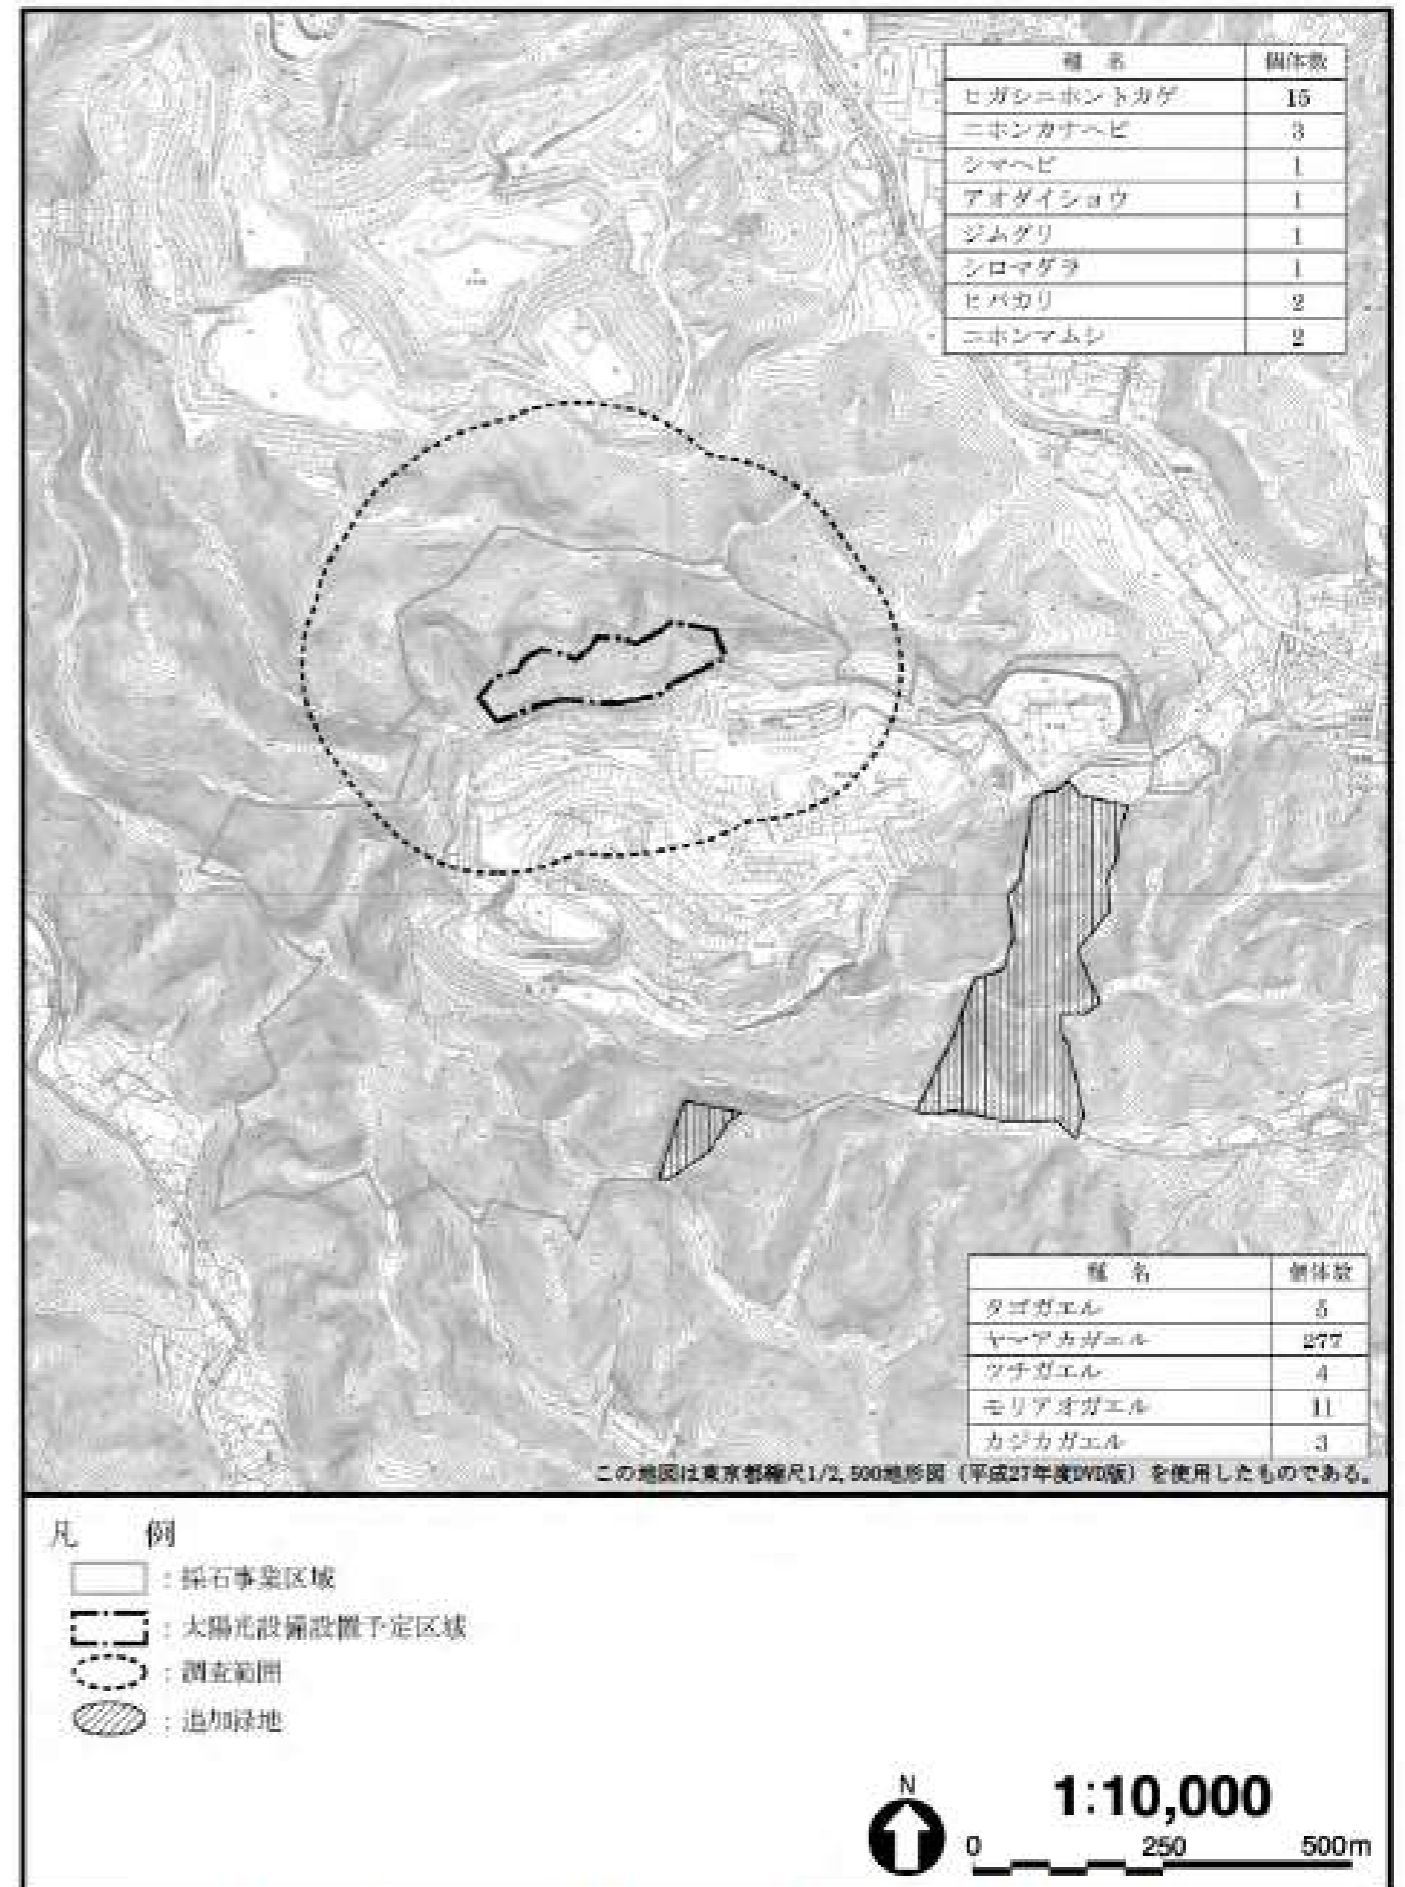 種 名 個体数
ヒガシニホントカゲ 15
ニホンカナヘビ 3
シマヘビ 1
アオダイショウ 1
ジムグリ 1
シロマダラ 1
ヒバカリ 2
ニホンマムシ 2
種 名 個体数
タゴガエル 5
ヤマアカガエル 277
ツチガエル 4
モリアオガエル 11
カジカガエル 3
この地図は東京都縮尺1/2,500地形図（平成27年度DVD版）を使用したものである。
凡 例
：採石事業区域
：太陽光設備設置予定区域
：調査範囲
：追加緑地
N
1:10,000
0 250 500m